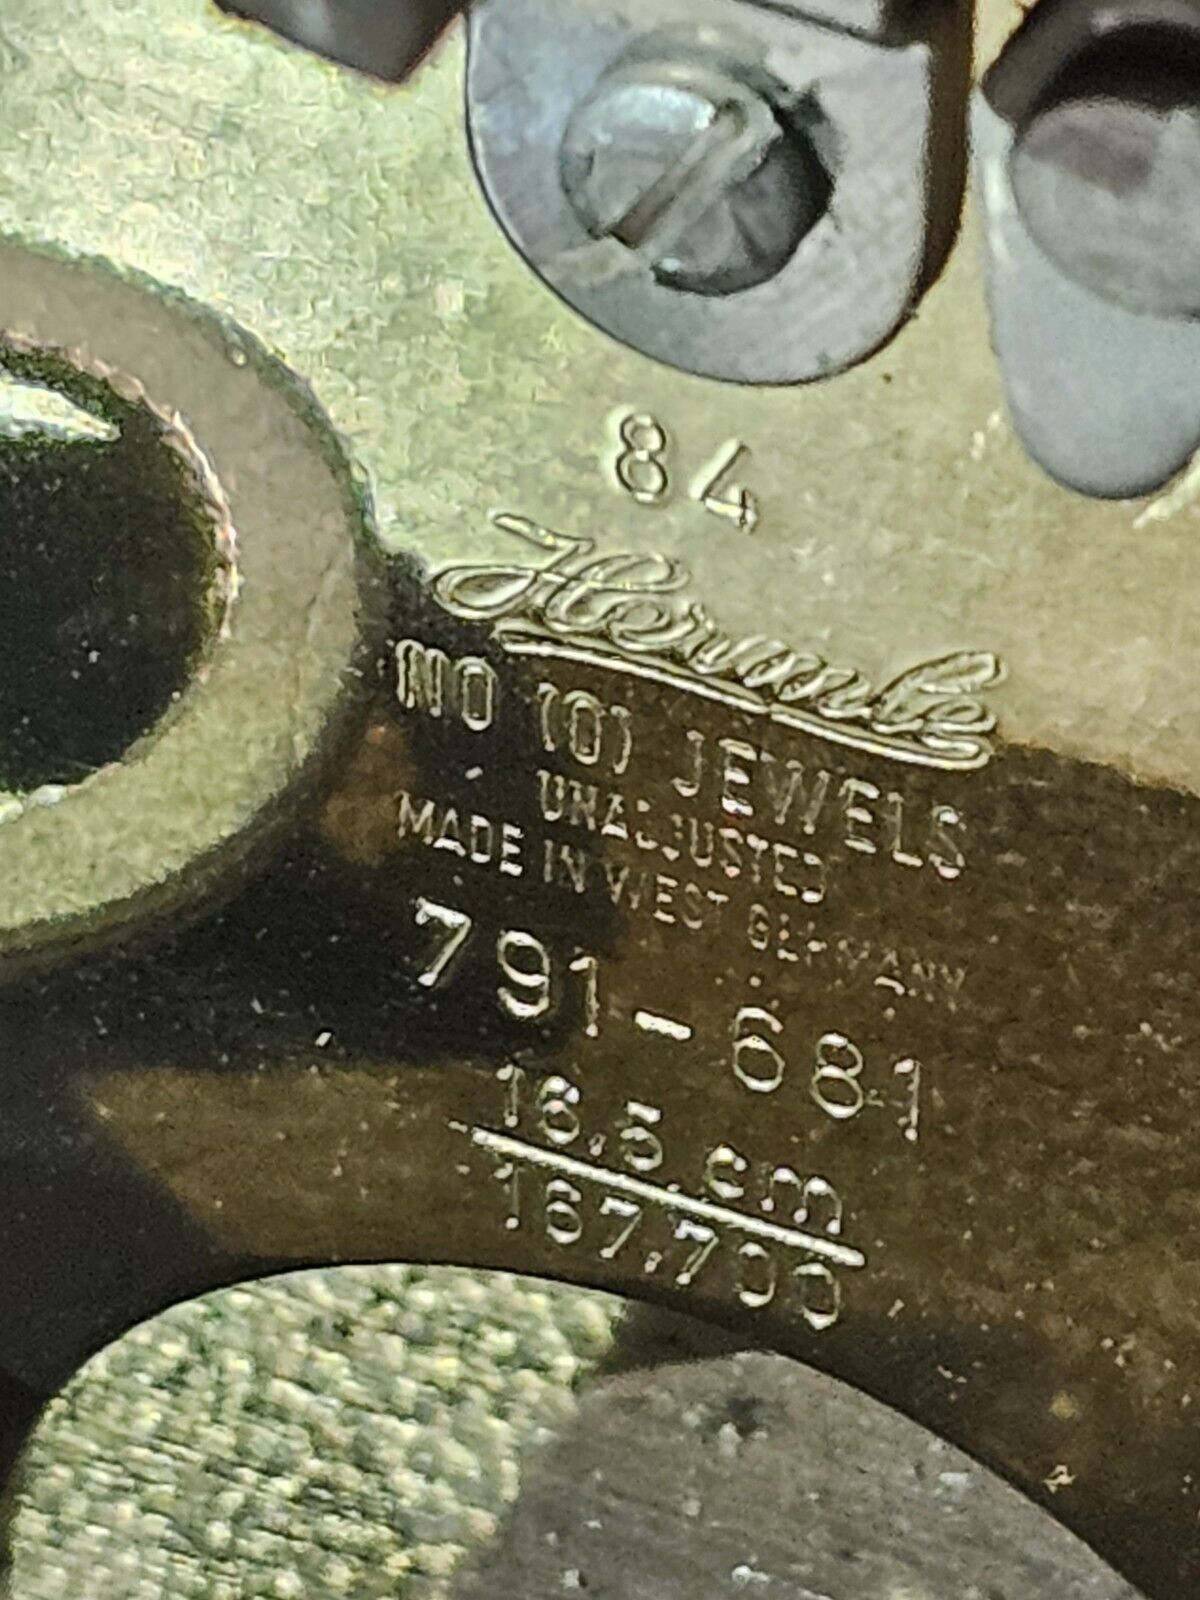 84
Hermle
NO (0) JEWELS
UNADJUSTED
MADE IN WEST GERMANY
791-681
16.5 cm
167.700